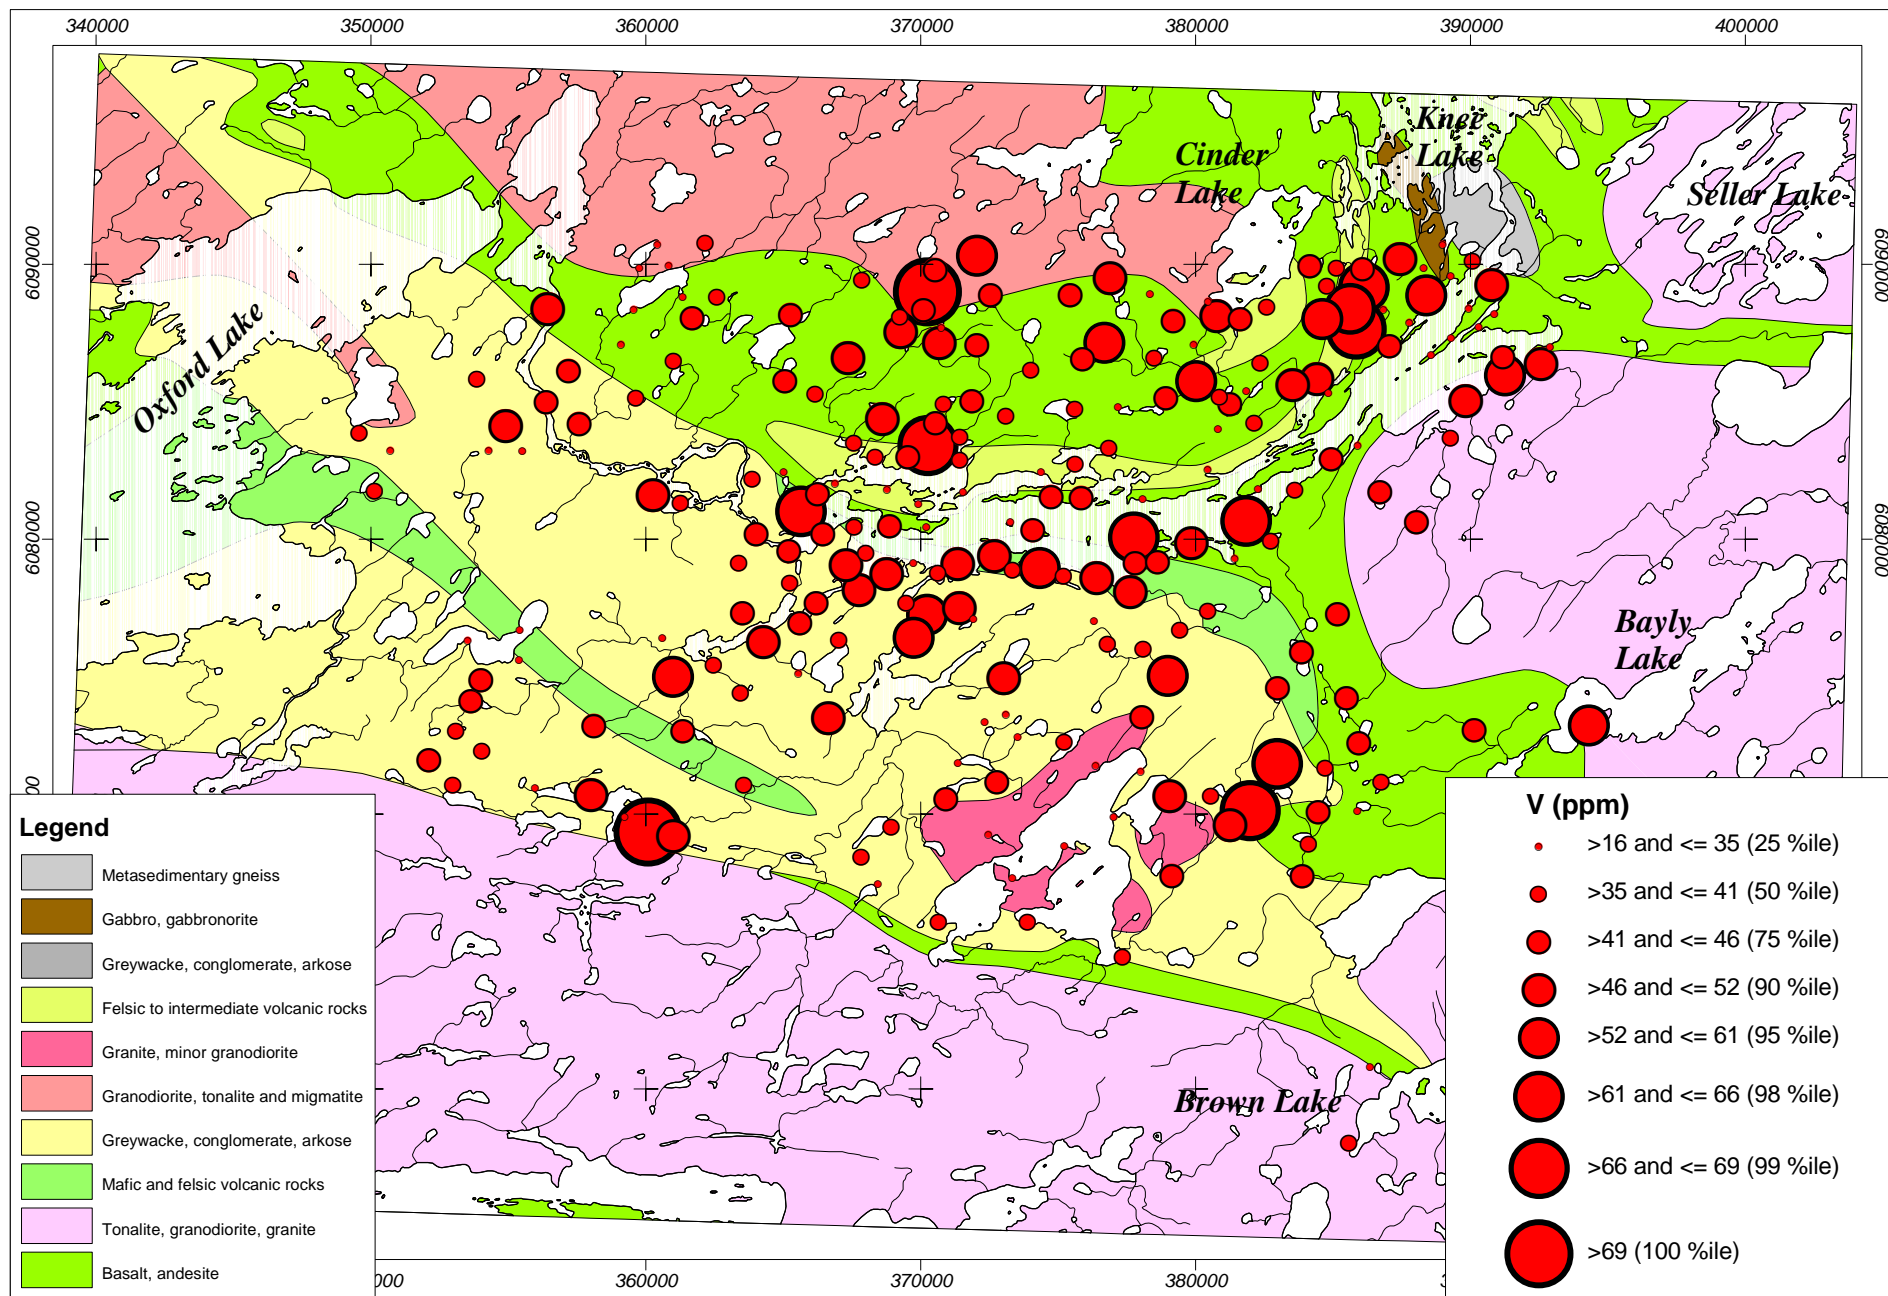 340000 350000 360000 370000 380000 390000 400000
Knee
Lake
Cinder
Lake
Seller Lake
6090000
6090000
Oxford Lake
6080000
6080000
Bayly
Lake
Brown Lake
Legend
Metasedimentary gneiss
Gabbro, gabbronorite
Greywacke, conglomerate, arkose
Felsic to intermediate volcanic rocks
Granite, minor granodiorite
Granodiorite, tonalite and migmatite
Greywacke, conglomerate, arkose
Mafic and felsic volcanic rocks
Tonalite, granodiorite, granite
Basalt, andesite
V (ppm)
>16 and <= 35 (25 %ile)
>35 and <= 41 (50 %ile)
>41 and <= 46 (75 %ile)
>46 and <= 52 (90 %ile)
>52 and <= 61 (95 %ile)
>61 and <= 66 (98 %ile)
>66 and <= 69 (99 %ile)
>69 (100 %ile)
360000 370000 380000